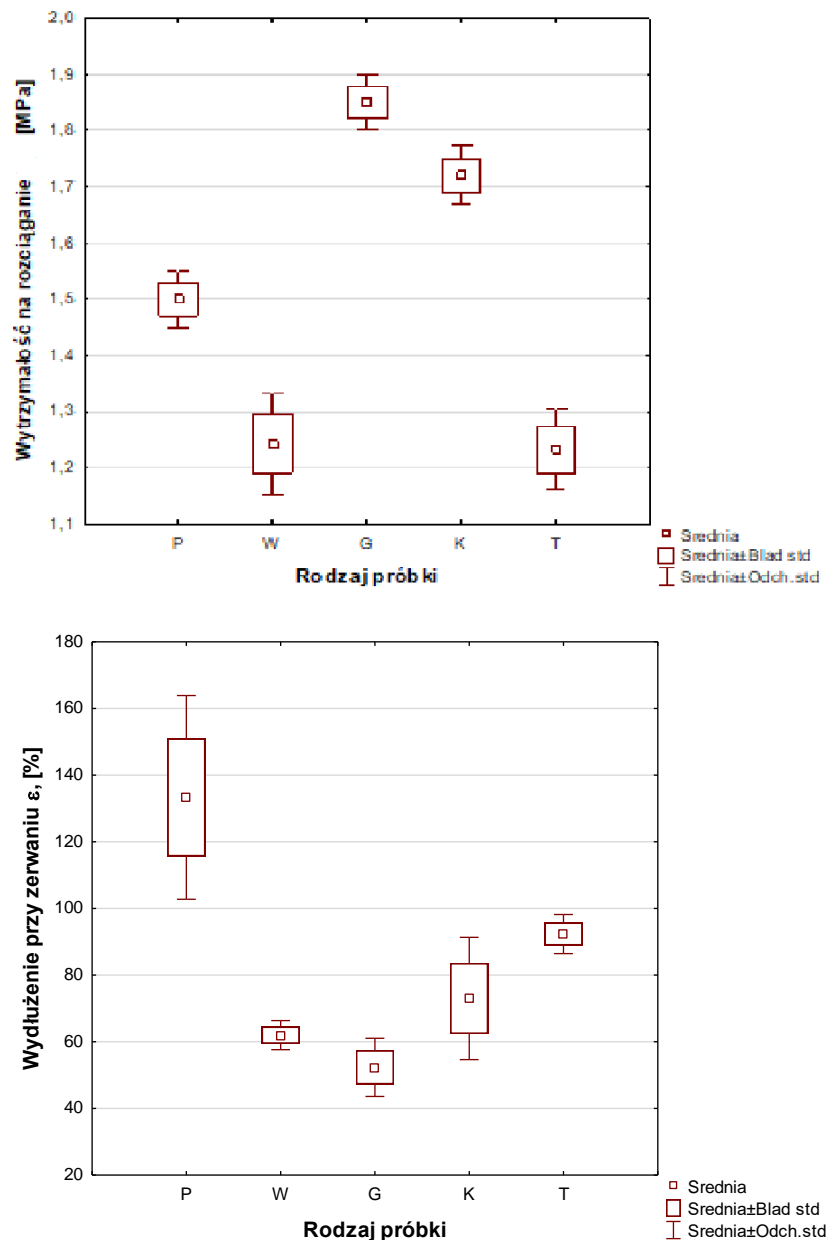 Wytrzymałość na rozciąganie [MPa]
2,0
1,9
1,8
1,7
1,6
1,5
1,4
1,3
1,2
1,1
P W G K T
Rodzaj próbki
Srednia
Srednia±Blad std
Srednia±Odch.std
Wydłużenie przy zerwaniu ε, [%]
180
160
140
120
100
80
60
40
20
P W G K T
Rodzaj próbki
Srednia
Srednia±Blad std
Srednia±Odch.std